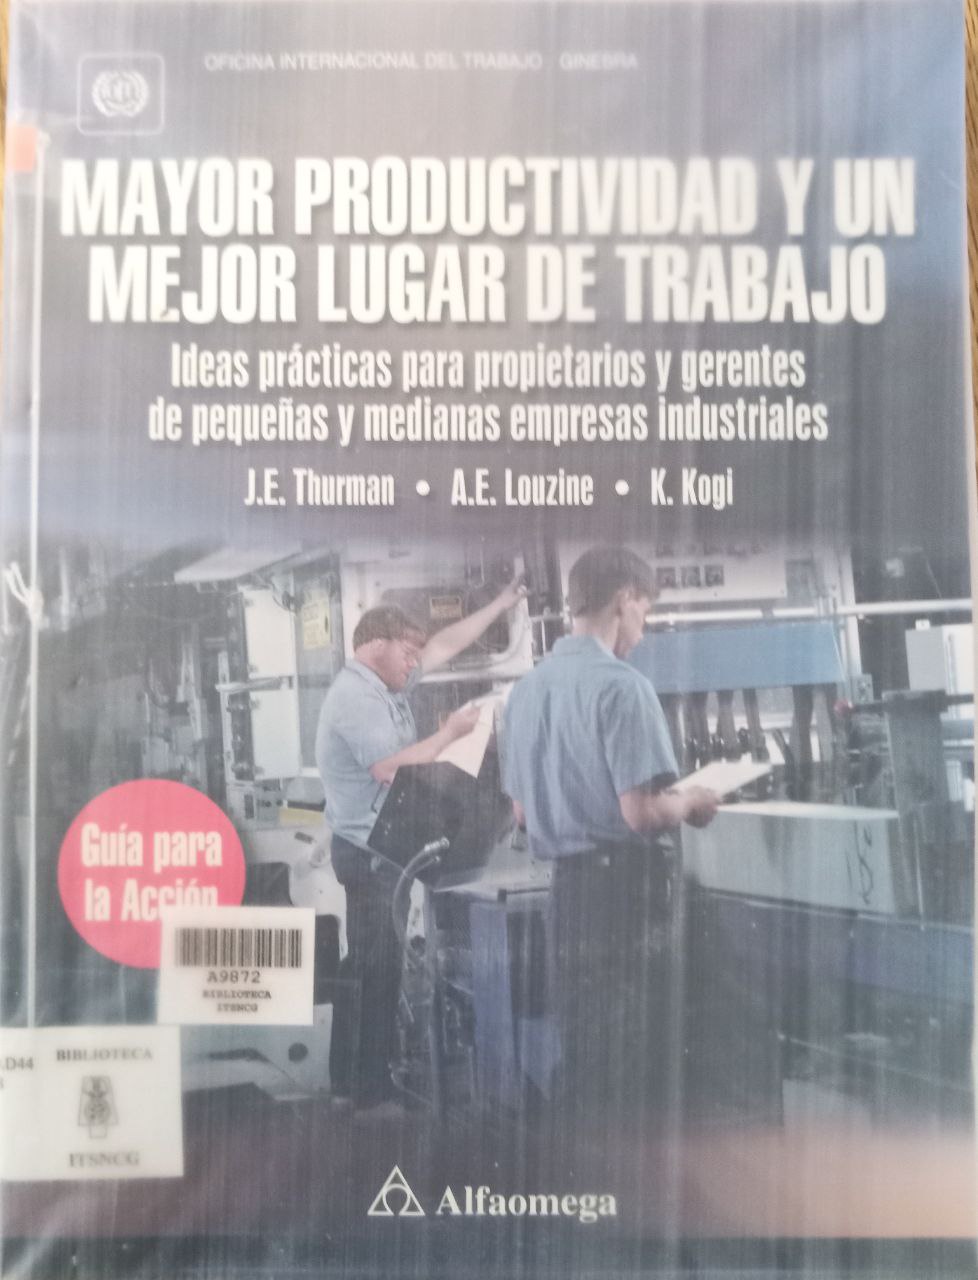 OFICINA INTERNACIONAL DEL TRABAJO GINEBRA
MAYOR PRODUCTIVIDAD Y UN
MEJOR LUGAR DE TRABAJO
Ideas prácticas para propietarios y gerentes
de pequeñas y medianas empresas industriales
J.E. Thurman • A.E. Louzine • K. Kogi
Guía para
la Acción
A9872
BIBLIOTECA
ITSNCG
.D44
BIBLIOTECA
ITSNCG
Alfaomega